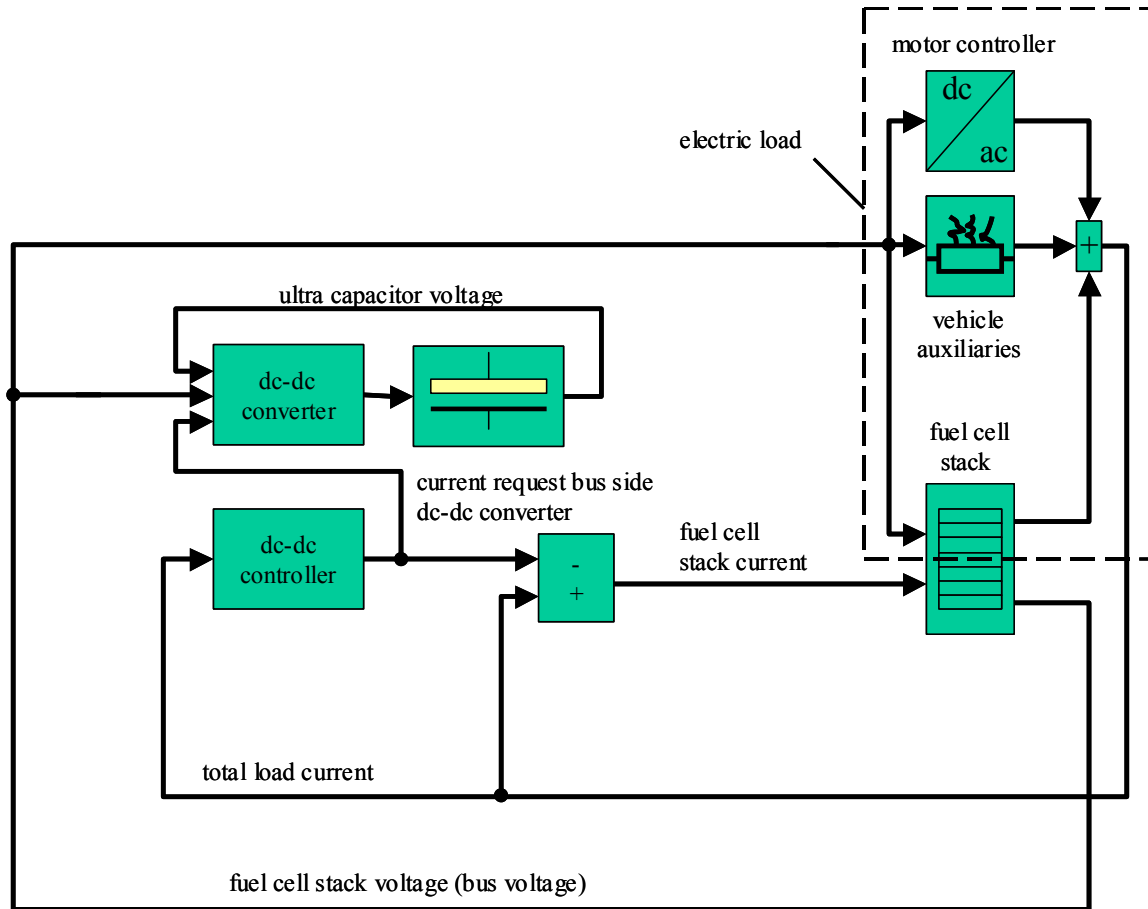 motor controller
dc
ac
electric load
+
ultra capacitor voltage
vehicle
auxiliaries
dc-dc
converter
fuel cell
stack
current request bus side
dc-dc converter
fuel cell
stack current
dc-dc
controller
-
+
total load current
fuel cell stack voltage (bus voltage)